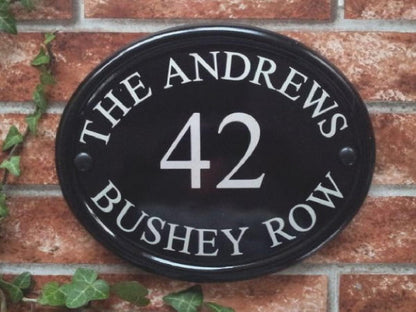 THE ANDREWS
42
BUSHEY ROW